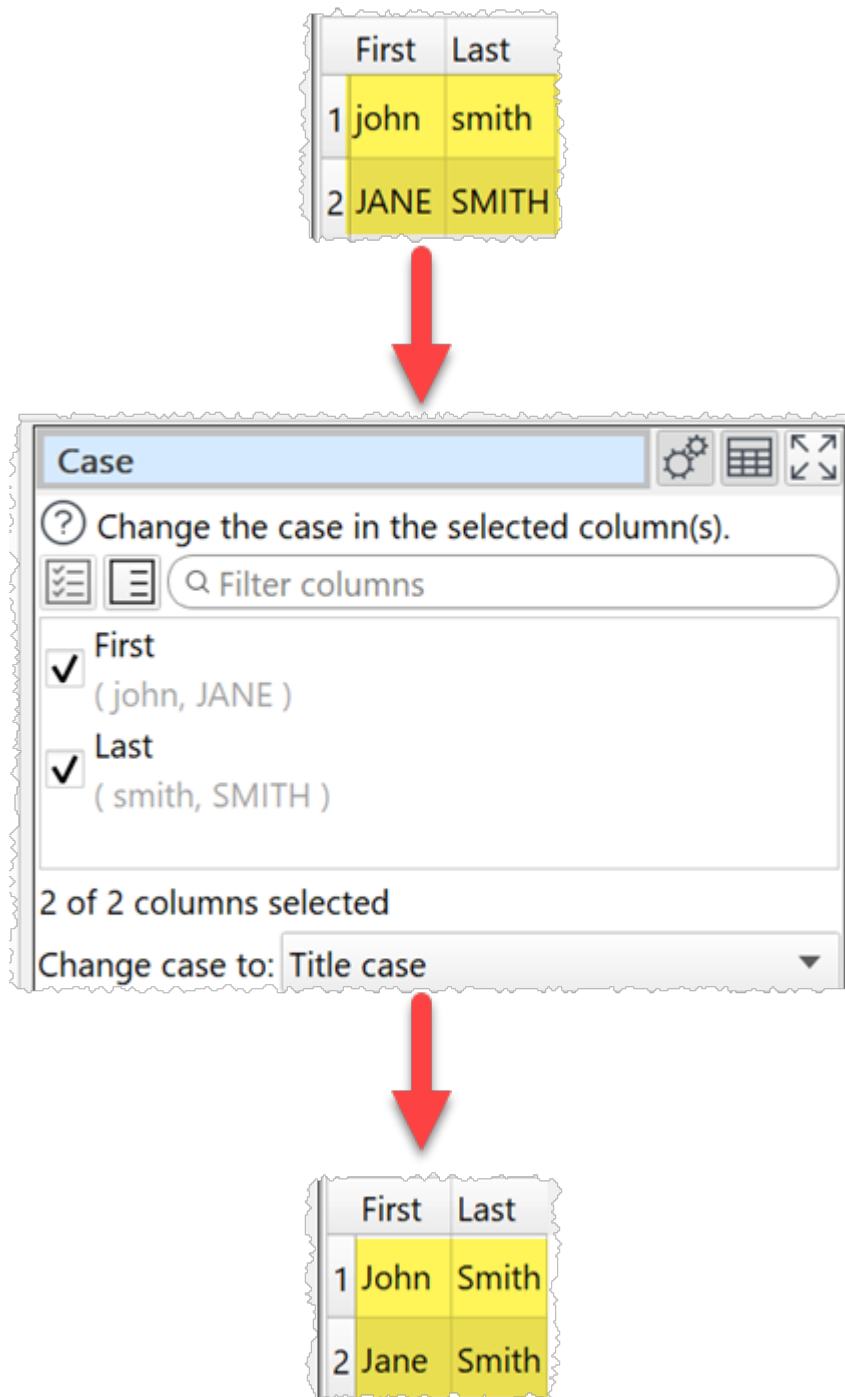 First Last
1 john smith
2 JANE SMITH
Case
? Change the case in the selected column(s).
Filter columns
First
( john, JANE )
Last
( smith, SMITH )
2 of 2 columns selected
Change case to: Title case
First Last
1 John Smith
2 Jane Smith